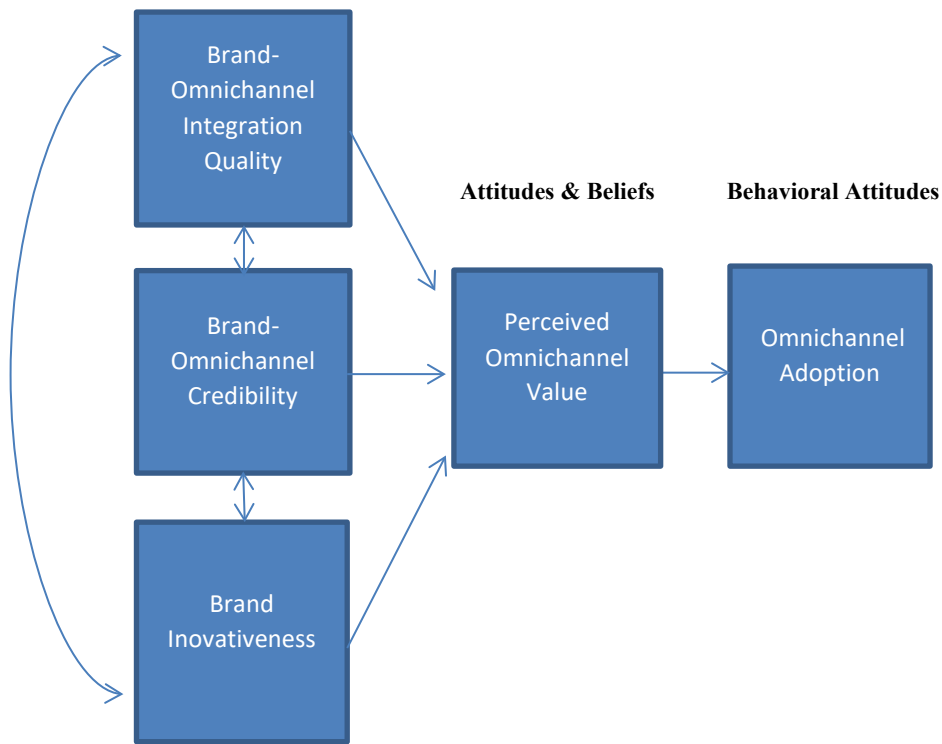 Brand-
Omnichannel
Integration
Quality
Attitudes & Beliefs
Behavioral Attitudes
Brand-
Omnichannel
Credibility
Perceived
Omnichannel
Value
Omnichannel
Adoption
Brand
Inovativeness